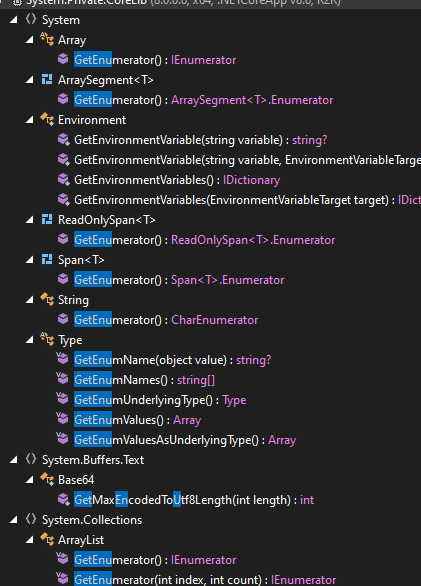 System.Private.CoreLib (8.0.0.0, x64, .NETCoreApp v8.0, R2R)
System
Array
GetEnumerator() : IEnumerator
ArraySegment<T>
GetEnumerator() : ArraySegment<T>.Enumerator
Environment
GetEnvironmentVariable(string variable) : string?
GetEnvironmentVariable(string variable, EnvironmentVariableTarge
GetEnvironmentVariables() : IDictionary
GetEnvironmentVariables(EnvironmentVariableTarget target) : IDic
ReadOnlySpan<T>
GetEnumerator() : ReadOnlySpan<T>.Enumerator
Span<T>
GetEnumerator() : Span<T>.Enumerator
String
GetEnumerator() : CharEnumerator
Type
GetEnumName(object value) : string?
GetEnumNames() : string[]
GetEnumUnderlyingType() : Type
GetEnumValues() : Array
GetEnumValuesAsUnderlyingType() : Array
System.Buffers.Text
Base64
GetMaxEncodedToUtf8Length(int length) : int
System.Collections
ArrayList
GetEnumerator() : IEnumerator
GetEnumerator(int index, int count) : IEnumerator